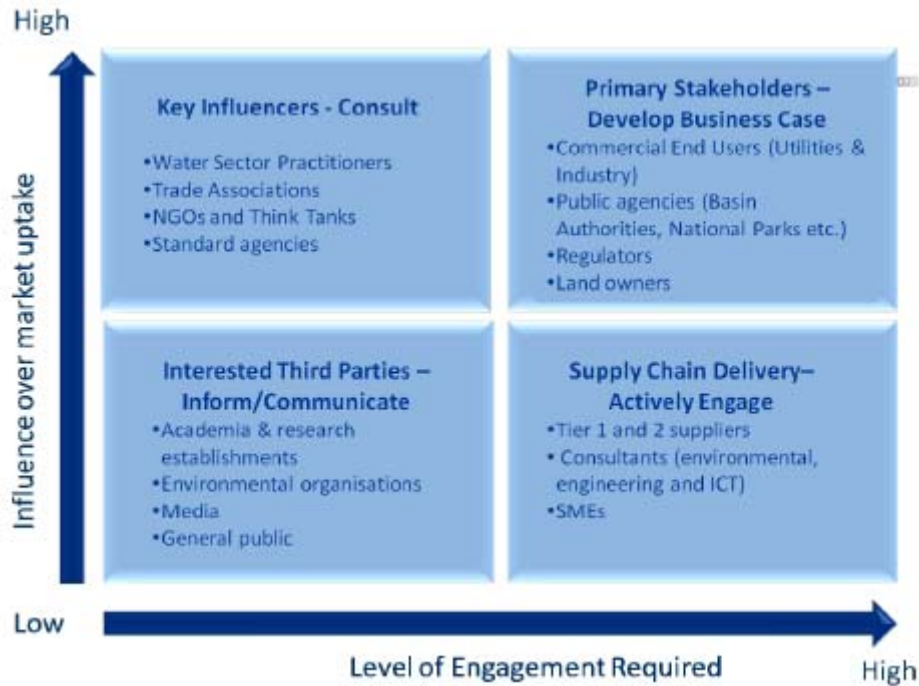 High
Influence over market uptake
Key Influencers - Consult
•Water Sector Practitioners
•Trade Associations
•NGOs and Think Tanks
•Standard agencies
Primary Stakeholders –
Develop Business Case
•Commercial End Users (Utilities &
Industry)
•Public agencies (Basin
Authorities, National Parks etc.)
•Regulators
•Land owners
Interested Third Parties –
Inform/Communicate
•Academia & research
establishments
•Environmental organisations
•Media
•General public
Supply Chain Delivery–
Actively Engage
•Tier 1 and 2 suppliers
• Consultants (environmental,
engineering and ICT)
•SMEs
Low
Level of Engagement Required
High